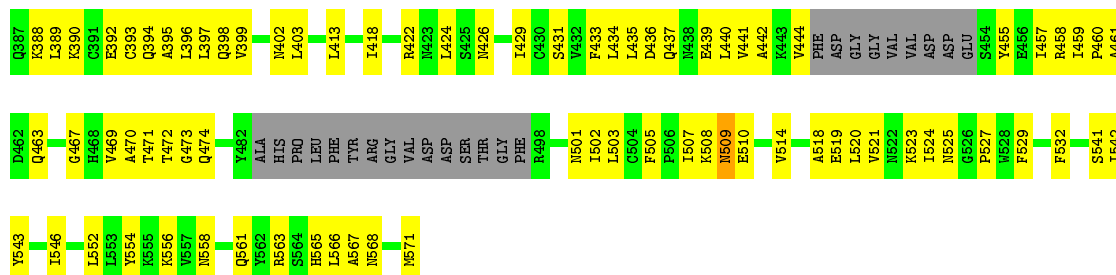 Q387 K388 L389 K390 C391 E392 C393 Q394 A395 L396 L397 Q398 V399 N402 L403 L413 I418 R422 N423 L424 S425 N426 I429 C430 S431 V432 F433 L434 L435 D436 Q437 N438 E439 L440 V441 A442 K443 V444 PHE ASP GLY GLY VAL VAL ASP ASP GLU S454 Y455 E456 I457 R458 I459 P460 A461
D462 Q463 G467 H468 V469 A470 T471 T472 G473 Q474 Y482 ALA HIS PRO LEU PHE TYR ARG GLY VAL ASP ASP SER THR GLY PHE R498 N501 I502 L503 C504 F505 P506 I507 K508 N509 E510 V514 A518 E519 L520 V521 N522 K523 I524 N525 G526 P527 W528 F529 F532 S541 I542
Y543 I546 L552 L553 Y554 K555 K556 V557 N558 Q561 Y562 R563 S564 H565 L566 A567 N568 M571